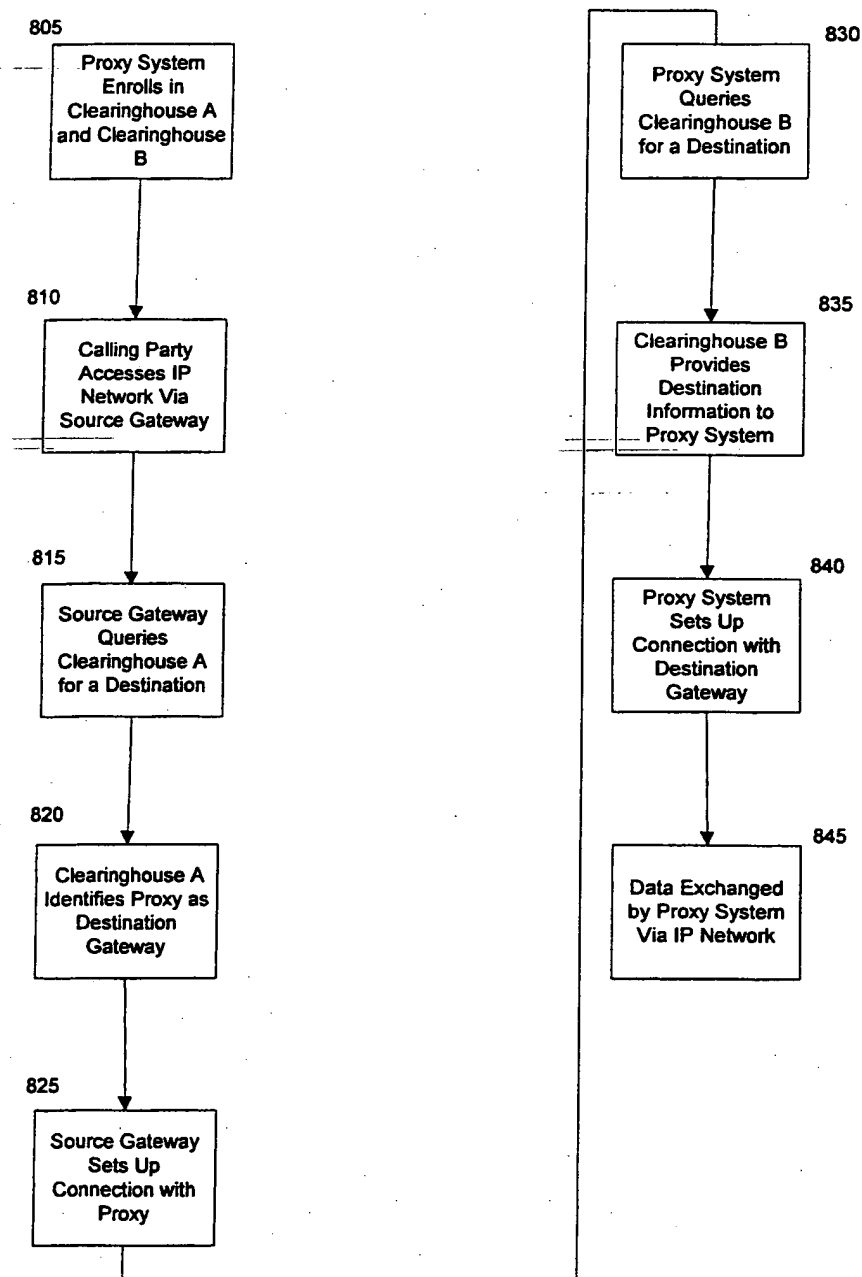 805
Proxy System
Enrolls in
Clearinghouse A
and Clearinghouse
B
810
Calling Party
Accesses IP
Network Via
Source Gateway
815
Source Gateway
Queries
Clearinghouse A
for a Destination
820
Clearinghouse A
Identifies Proxy as
Destination
Gateway
825
Source Gateway
Sets Up
Connection with
Proxy
830
Proxy System
Queries
Clearinghouse B
for a Destination
835
Clearinghouse B
Provides
Destination
Information to
Proxy System
840
Proxy System
Sets Up
Connection with
Destination
Gateway
845
Data Exchanged
by Proxy System
Via IP Network